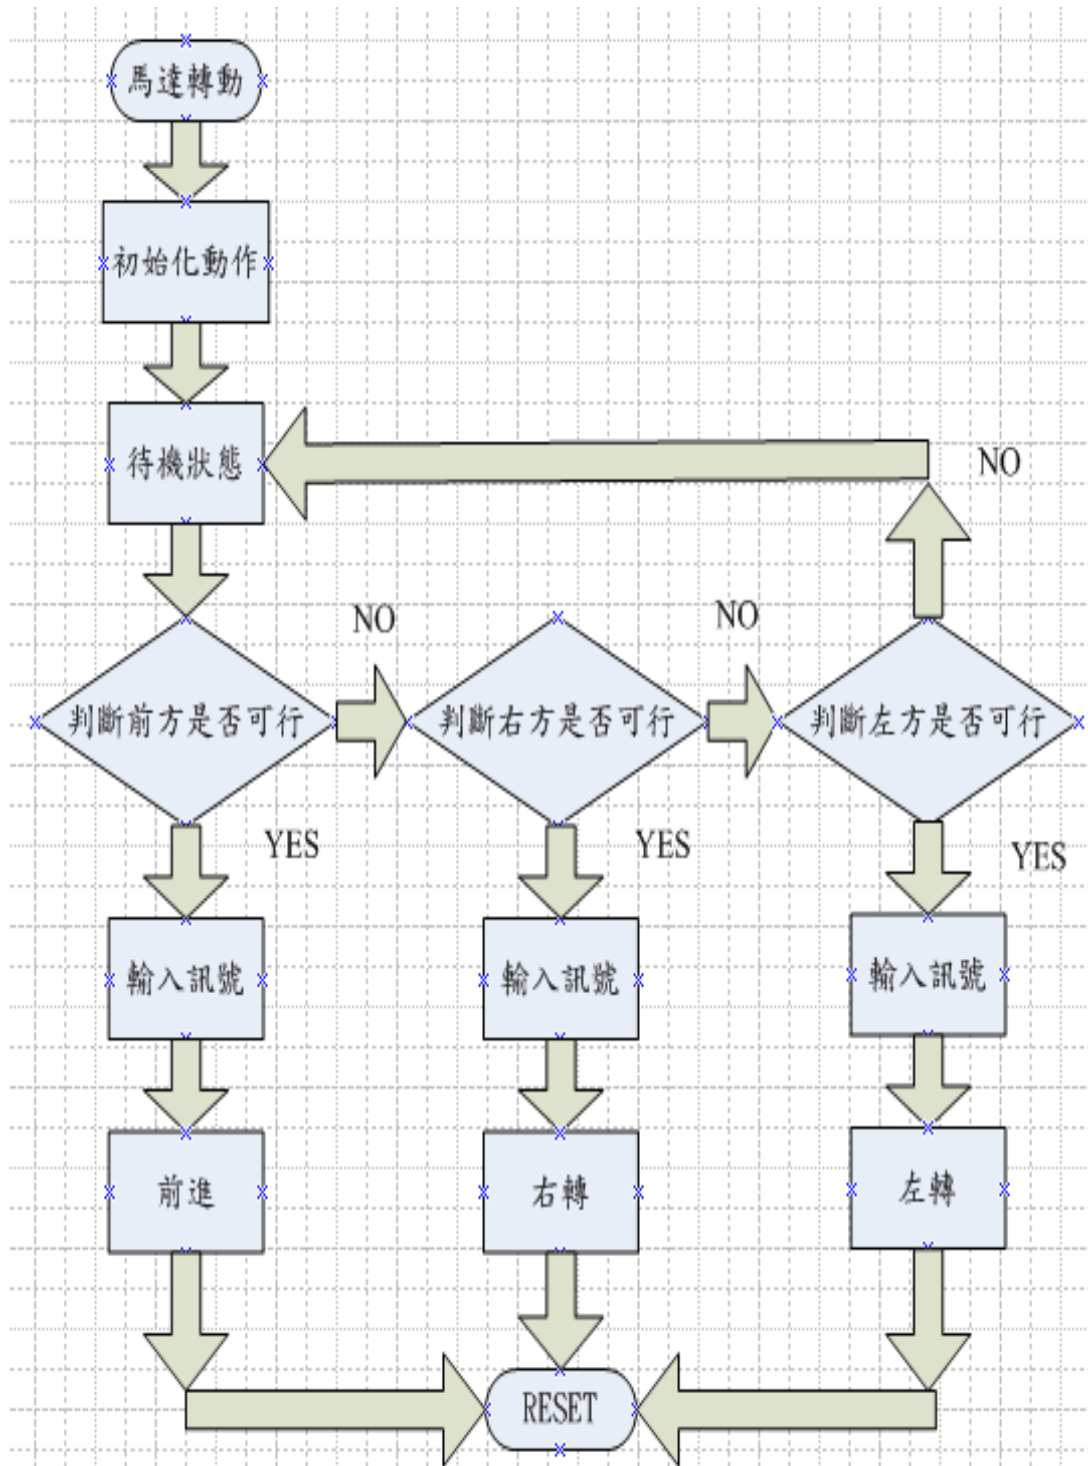 馬達轉動
初始化動作
待機狀態
NO
NO
NO
判斷前方是否可行
判斷右方是否可行
判斷左方是否可行
YES
YES
YES
輸入訊號
輸入訊號
輸入訊號
前進
右轉
左轉
RESET